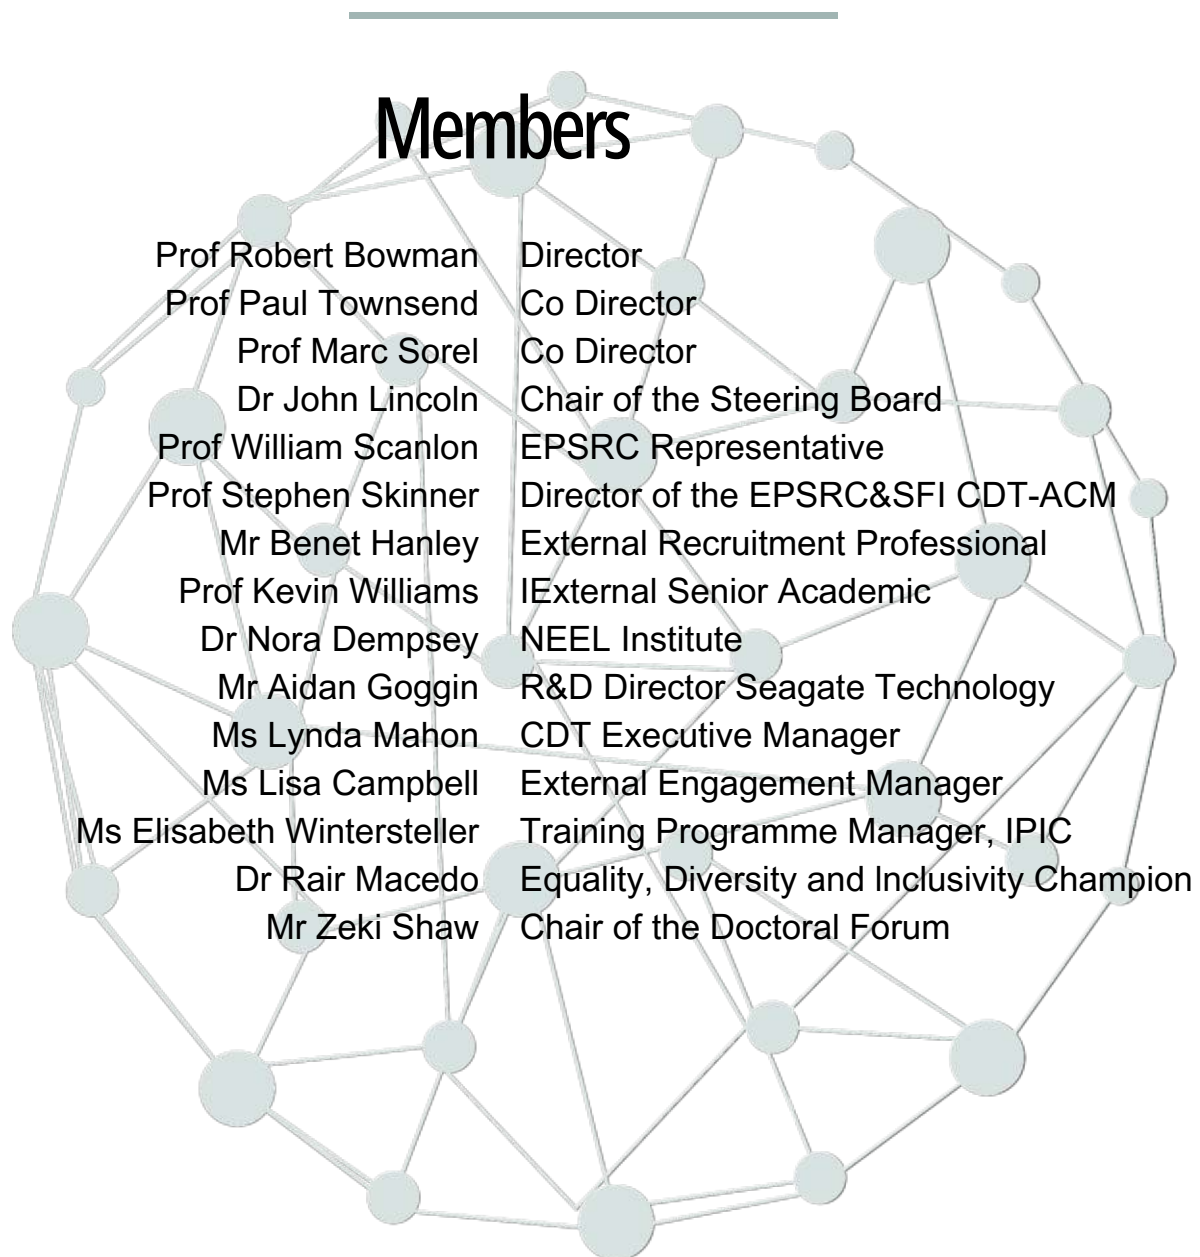 Members
Prof Robert Bowman Director
Prof Paul Townsend Co Director
Prof Marc Sorel Co Director
Dr John Lincoln Chair of the Steering Board
Prof William Scanlon EPSRC Representative
Prof Stephen Skinner Director of the EPSRC&SFI CDT-ACM
Mr Benet Hanley External Recruitment Professional
Prof Kevin Williams IExternal Senior Academic
Dr Nora Dempsey NEEL Institute
Mr Aidan Goggin R&D Director Seagate Technology
Ms Lynda Mahon CDT Executive Manager
Ms Lisa Campbell External Engagement Manager
Ms Elisabeth Wintersteller Training Programme Manager, IPIC
Dr Rair Macedo Equality, Diversity and Inclusivity Champion
Mr Zeki Shaw Chair of the Doctoral Forum